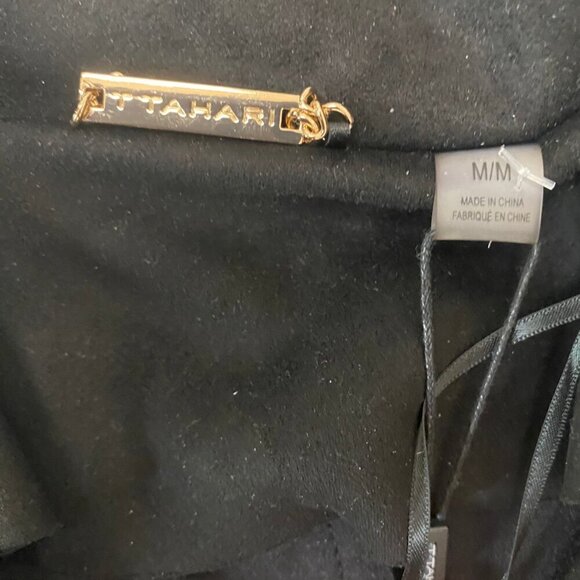 T TAHARI
M/M
MADE IN CHINA
FABRIQUÉ EN CHINE